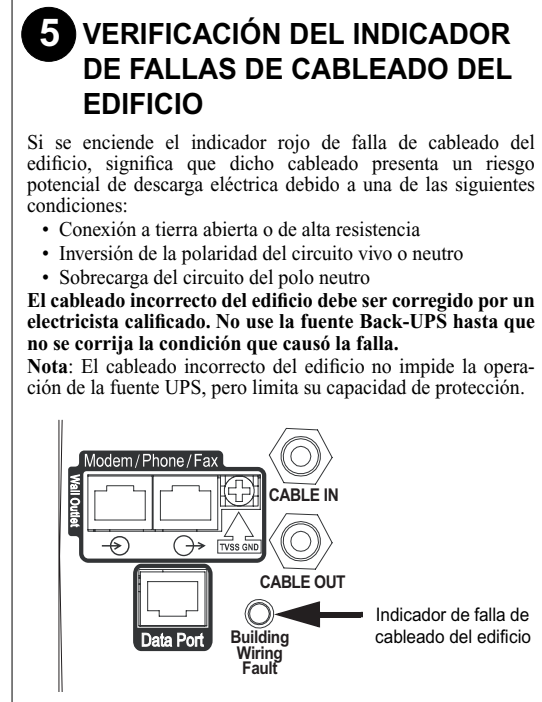 5 VERIFICACIÓN DEL INDICADOR
DE FALLAS DE CABLEADO DEL
EDIFICIO
Si se enciende el indicador rojo de falla de cableado del
edificio, significa que dicho cableado presenta un riesgo
potencial de descarga eléctrica debido a una de las siguientes
condiciones:
• Conexión a tierra abierta o de alta resistencia
• Inversión de la polaridad del circuito vivo o neutro
• Sobrecarga del circuito del polo neutro
El cableado incorrecto del edificio debe ser corregido por un
electricista calificado. No use la fuente Back-UPS hasta que
no se corrija la condición que causó la falla.
Nota: El cableado incorrecto del edificio no impide la opera-
ción de la fuente UPS, pero limita su capacidad de protección.
Modem / Phone / Fax
Wall Outlet
CABLE IN
TVSS GND
CABLE OUT
Data Port
Building
Wiring
Fault
Indicador de falla de
cableado del edificio